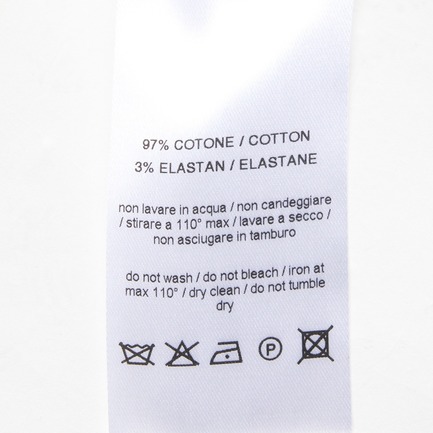 97% COTONE / COTTON
3% ELASTAN / ELASTANE
non lavare in acqua / non candeggiare
/ stirare a 110° max / lavare a secco /
non asciugare in tamburo
do not wash / do not bleach / iron at
max 110° / dry clean / do not tumble
dry
P